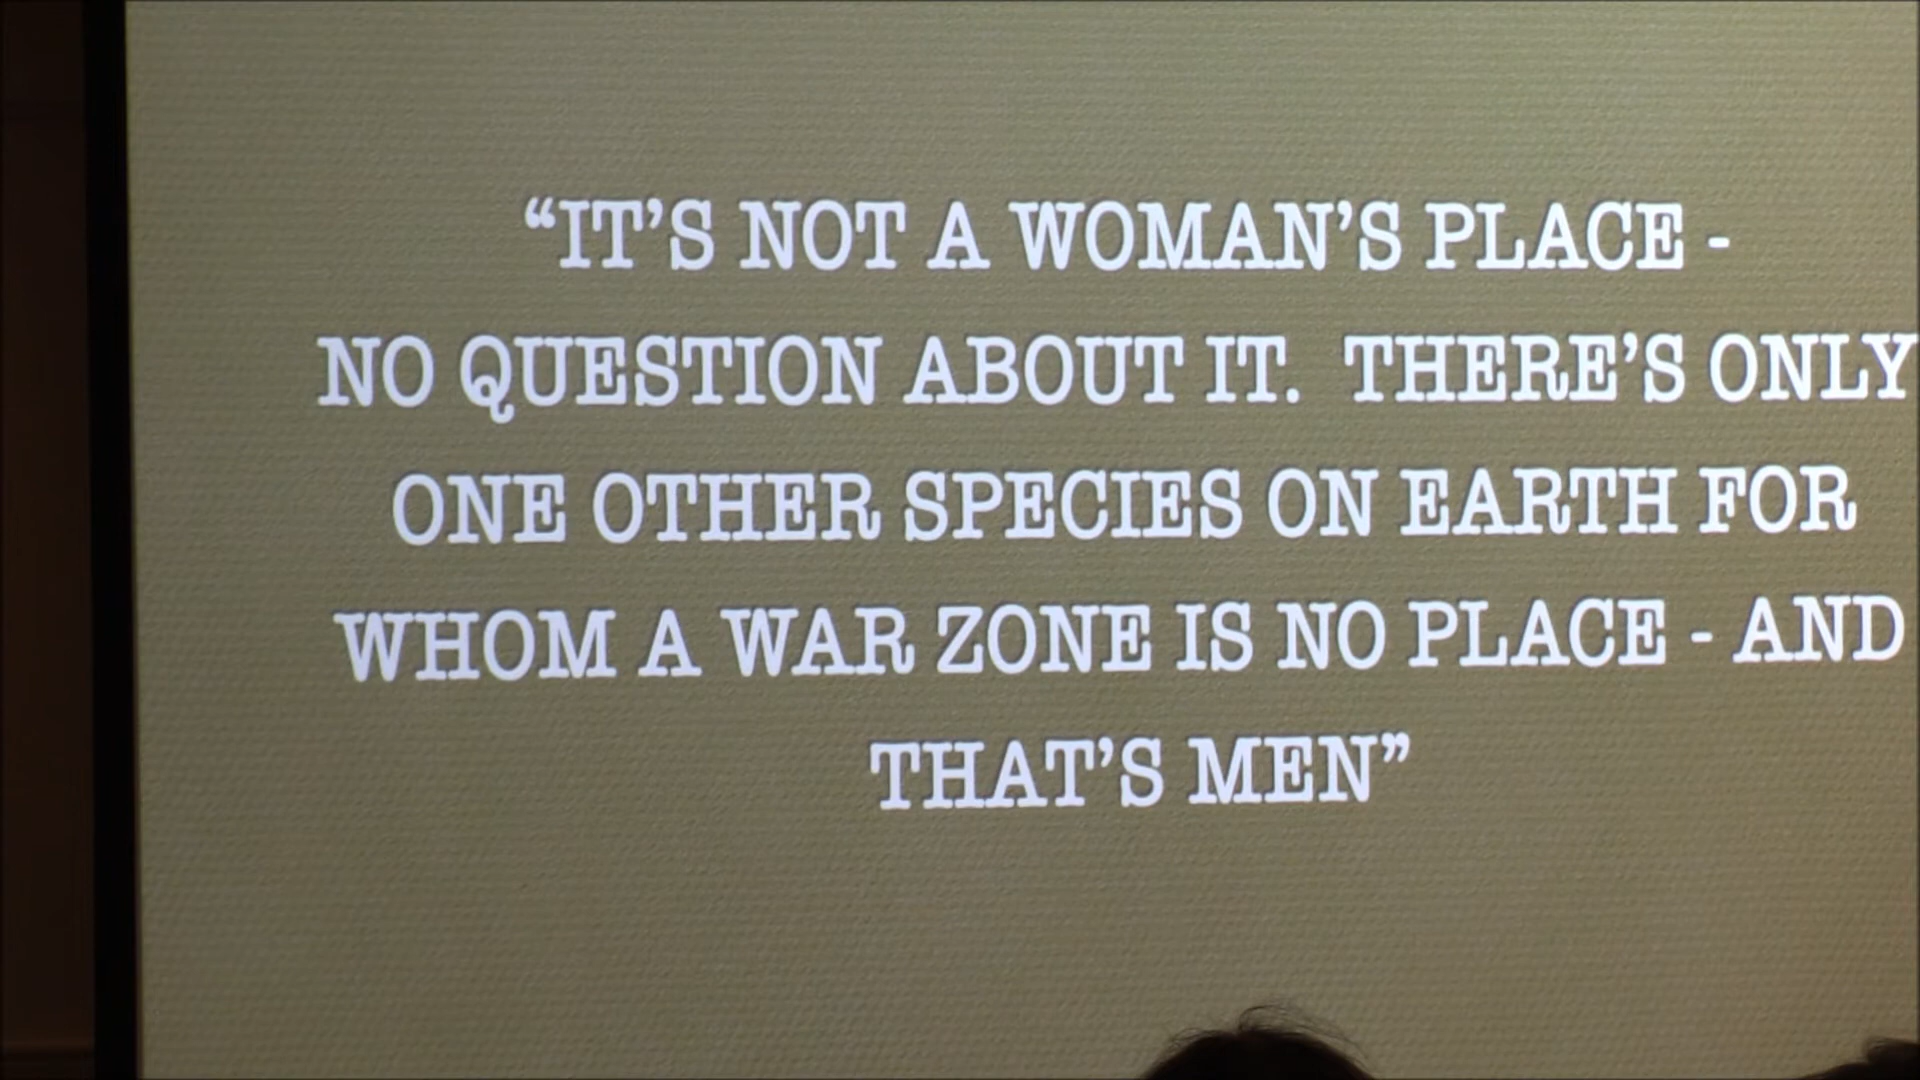 “IT’S NOT A WOMAN’S PLACE -
NO QUESTION ABOUT IT.  THERE’S ONLY
ONE OTHER SPECIES ON EARTH FOR
WHOM A WAR ZONE IS NO PLACE - AND
THAT’S MEN”